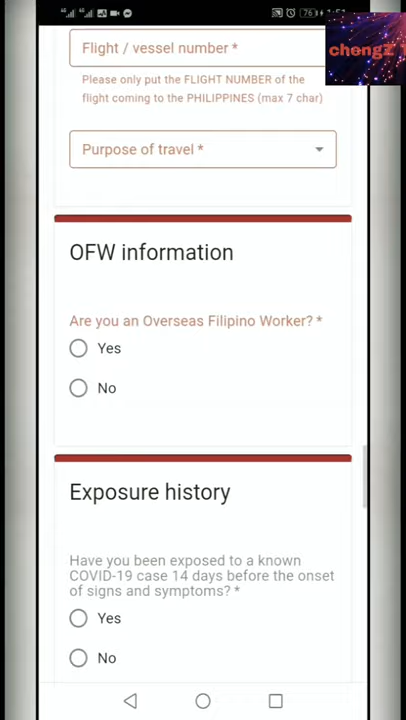 Flight / vessel number *
Please only put the FLIGHT NUMBER of the
flight coming to the PHILIPPINES (max 7 char)
Purpose of travel *
OFW information
Are you an Overseas Filipino Worker? *
Yes
No
Exposure history
Have you been exposed to a known
COVID-19 case 14 days before the onset
of signs and symptoms? *
Yes
No